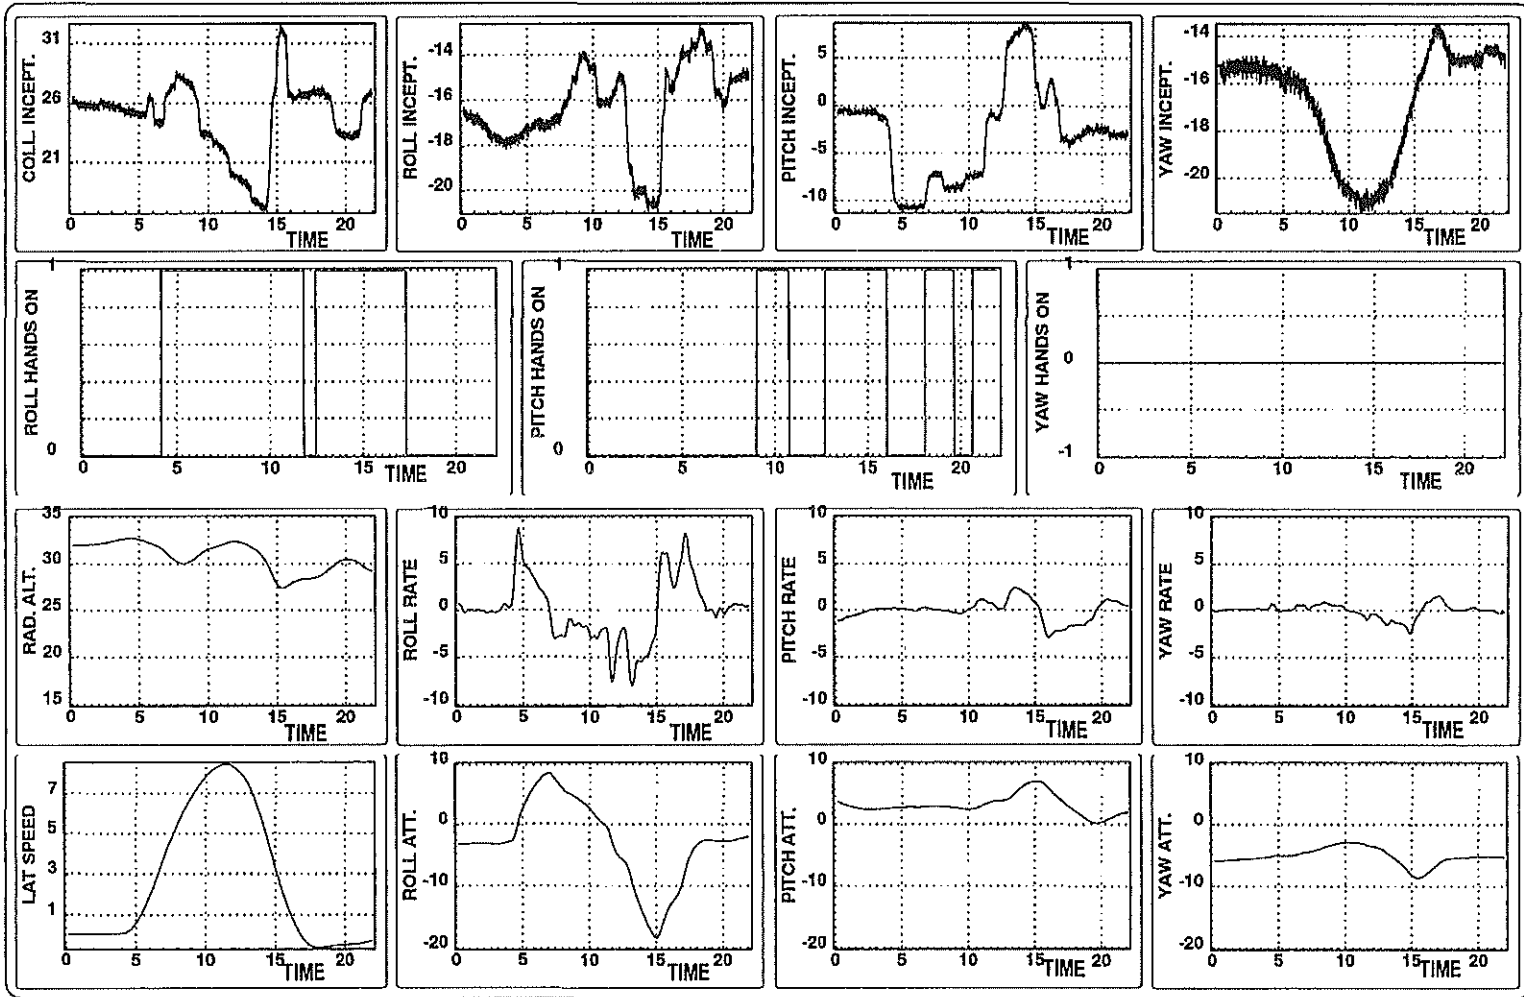 COLL INCEPT.
31
26
21
0 5 10 15 20
TIME
ROLL INCEPT.
-14
-16
-18
-20
0 5 10 15 20
TIME
PITCH INCEPT.
5
0
-5
-10
0 5 10 15 20
TIME
YAW INCEPT.
-14
-16
-18
-20
0 5 10 15 20
TIME
ROLL HANDS ON
1
0
0 5 10 15 20
TIME
PITCH HANDS ON
1
0
0 5 10 15 20
TIME
YAW HANDS ON
1
0
-1
0 5 10 15 20
TIME
RAD. ALT.
35
30
25
20
15
0 5 10 15 20
TIME
ROLL RATE
10
5
0
-5
-10
0 5 10 15 20
TIME
PITCH RATE
10
5
0
-5
-10
0 5 10 15 20
TIME
YAW RATE
10
5
0
-5
-10
0 5 10 15 20
TIME
LAT SPEED
7
5
3
1
0 5 10 15 20
TIME
ROLL ATT.
10
0
-10
-20
0 5 10 15 20
TIME
PITCH ATT.
10
0
-10
-20
0 5 10 15 20
TIME
YAW ATT.
10
0
-10
-20
0 5 10 15 20
TIME